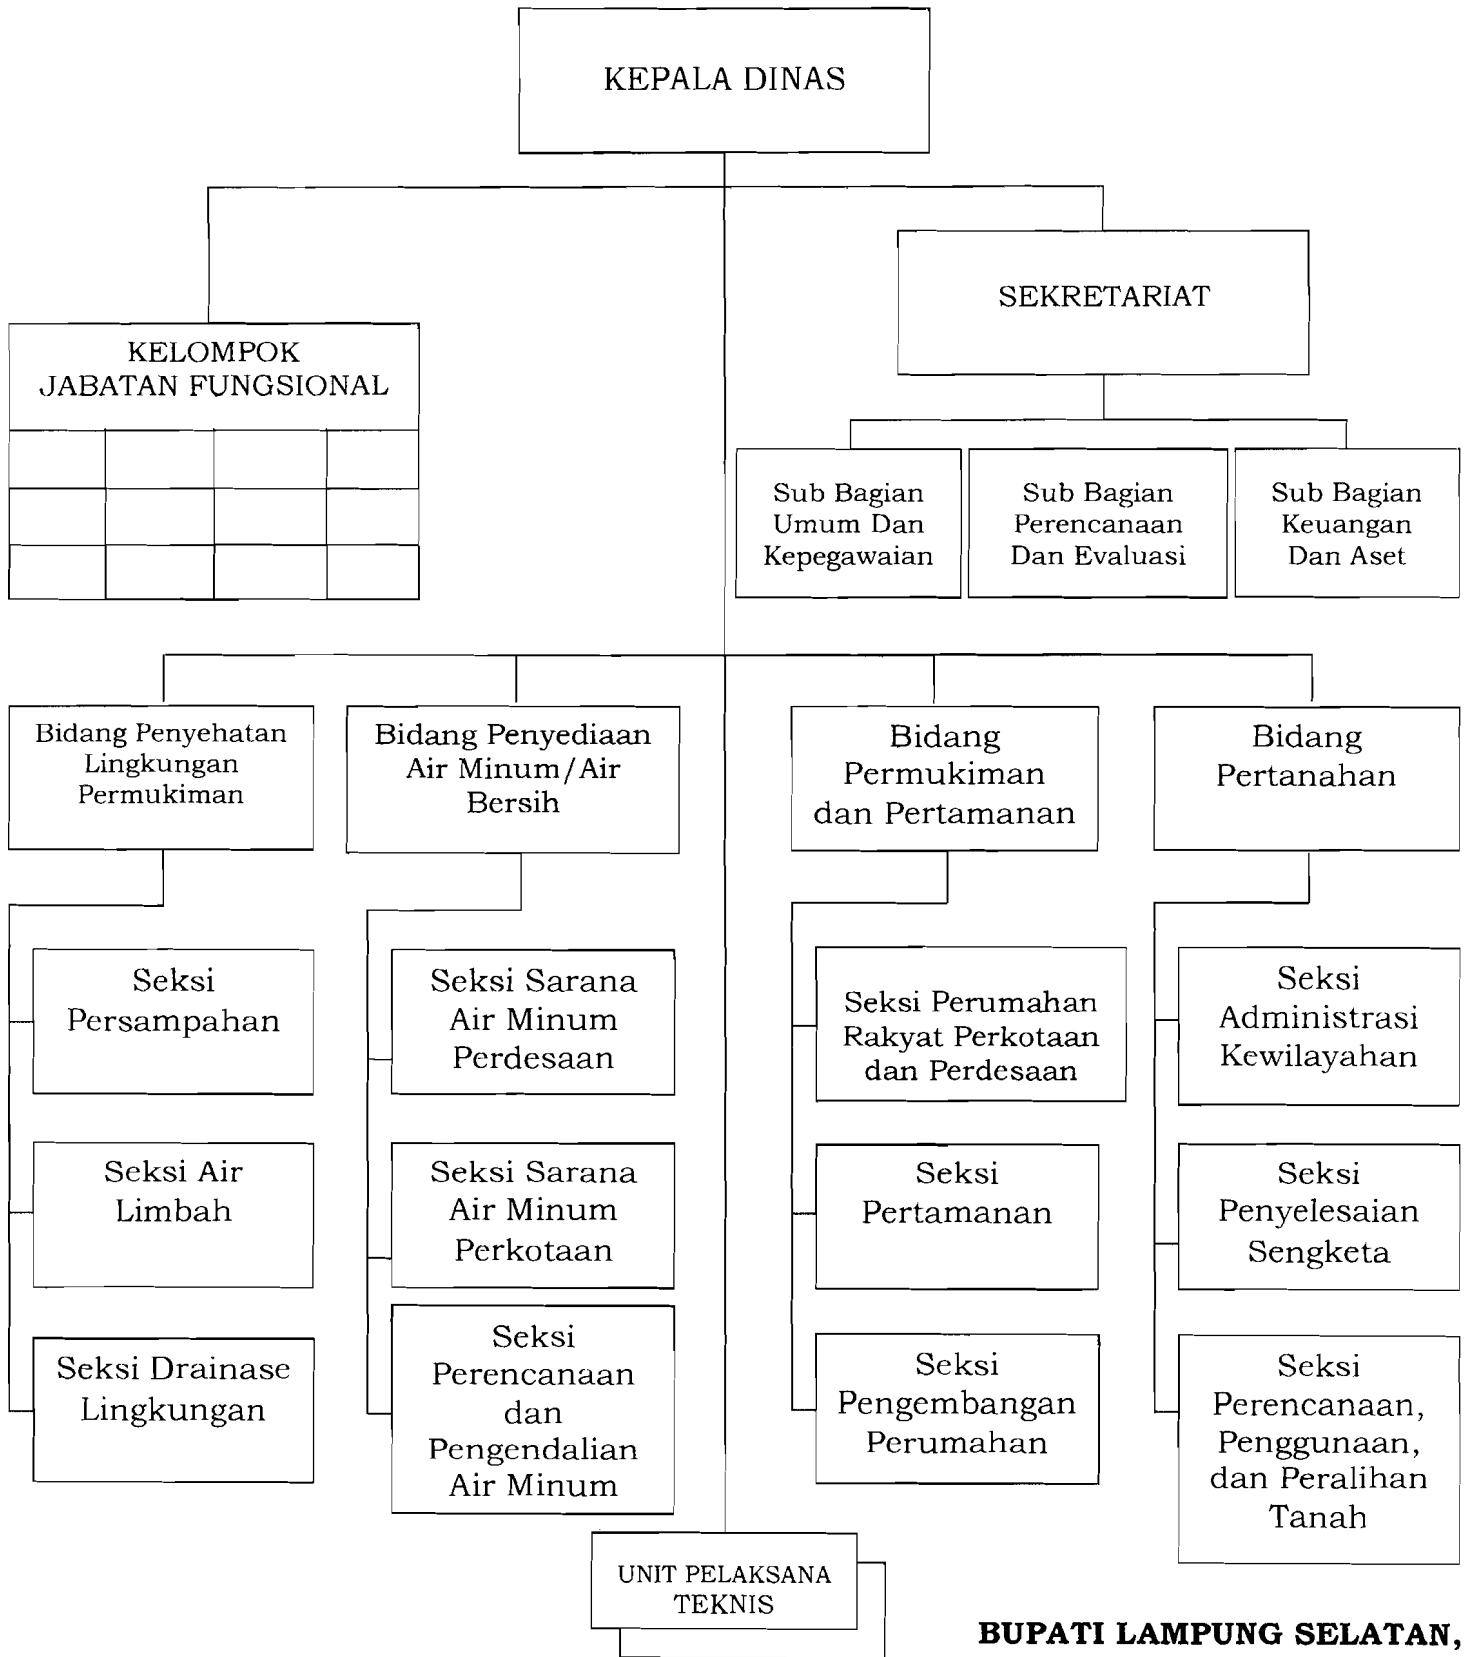 KEPALA DINAS
SEKRETARIAT
KELOMPOK
JABATAN FUNGSIONAL
Sub Bagian
Umum Dan
Kepegawaian
Sub Bagian
Perencanaan
Dan Evaluasi
Sub Bagian
Keuangan
Dan Aset
Bidang Penyehatan
Lingkungan
Permukiman
Bidang Penyediaan
Air Minum/Air
Bersih
Bidang
Permukiman
dan Pertamanan
Bidang
Pertanahan
Seksi
Persampahan
Seksi Sarana
Air Minum
Perdesaan
Seksi Perumahan
Rakyat Perkotaan
dan Perdesaan
Seksi
Administrasi
Kewilayahan
Seksi Air
Limbah
Seksi Sarana
Air Minum
Perkotaan
Seksi
Pertamanan
Seksi
Penyelesaian
Sengketa
Seksi Drainase
Lingkungan
Seksi
Perencanaan
dan
Pengendalian
Air Minum
Seksi
Pengembangan
Perumahan
Seksi
Perencanaan,
Penggunaan,
dan Peralihan
Tanah
UNIT PELAKSANA
TEKNIS
BUPATI LAMPUNG SELATAN,